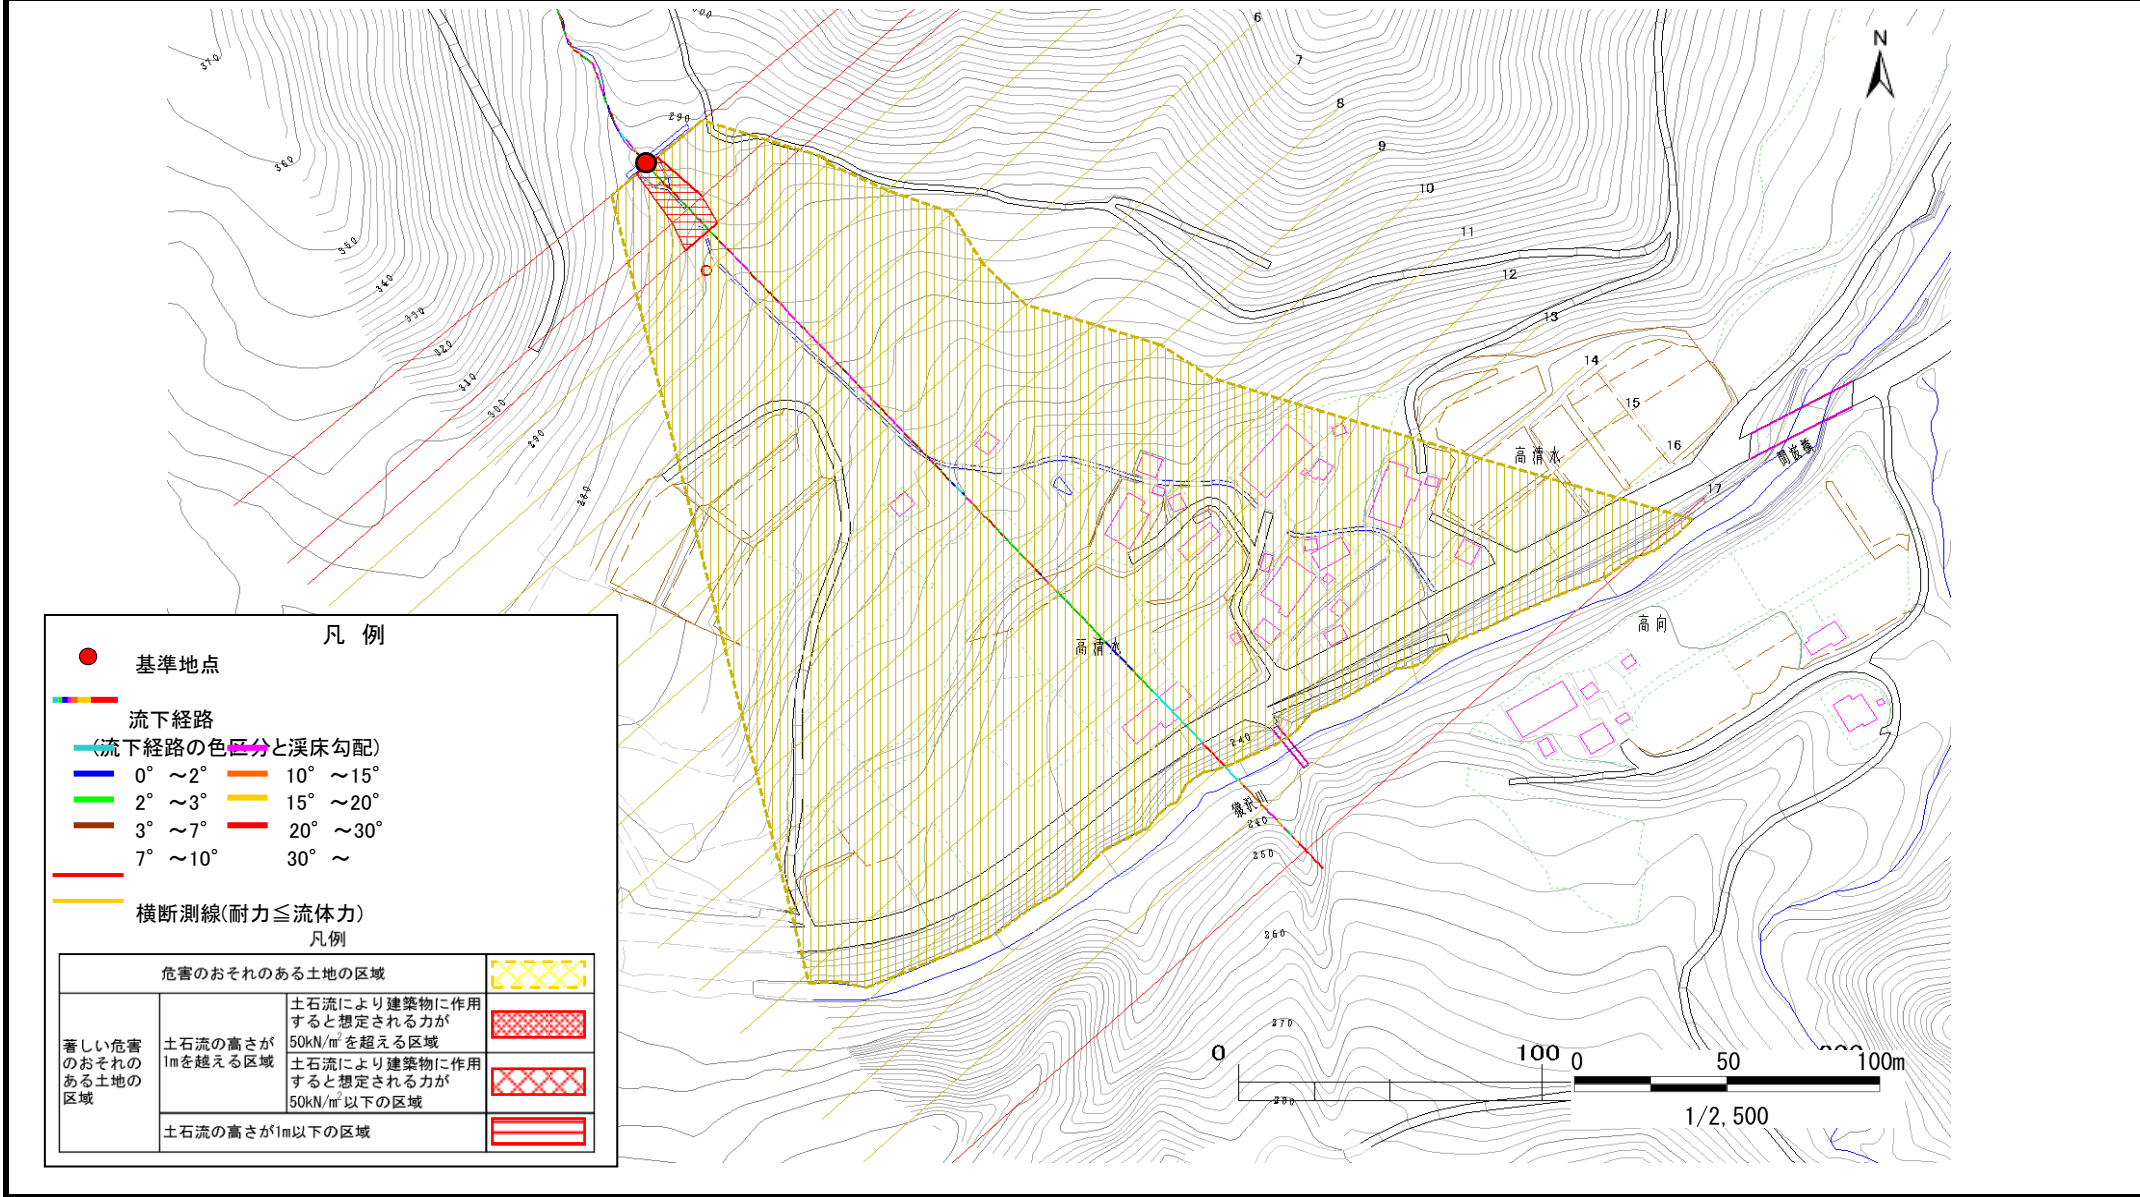 N
6
7
8
9
10
11
12
13
14
15
16
17
370
360
350
340
330
320
310
300
290
280
290
高清水
高清水
高向
猿沢川
240
240
250
260
270
280
凡 例
基準地点
流下経路
(流下経路の色区分と渓床勾配)
0° ～2° 10° ～15°
2° ～3° 15° ～20°
3° ～7° 20° ～30°
7° ～10° 30° ～
横断測線(耐力≦流体力)
凡例
危害のおそれのある土地の区域
著しい危害
のおそれの
ある土地の
区域
土石流の高さが
1mを越える区域
土石流により建築物に作用
すると想定される力が
50kN/㎡を超える区域
土石流により建築物に作用
すると想定される力が
50kN/㎡以下の区域
土石流の高さが1m以下の区域
0 100
0 50 100m
1/2,500